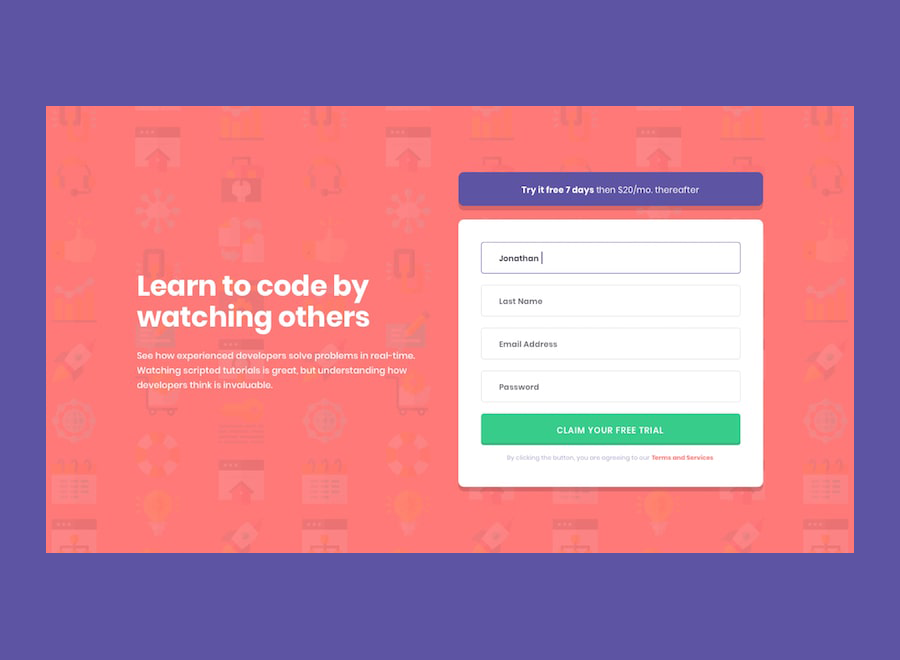 Learn to code by
watching others
See how experienced developers solve problems in real-time.
Watching scripted tutorials is great, but understanding how
developers think is invaluable.
Try it free 7 days then $20/mo. thereafter
Jonathan
Last Name
Email Address
Password
CLAIM YOUR FREE TRIAL
By clicking the button, you are agreeing to our Terms and Services